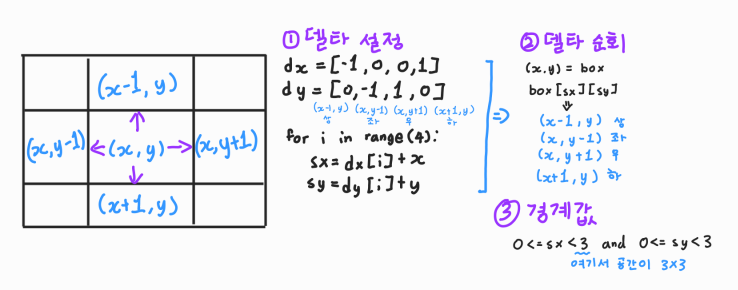 (x-1, y)
(x,y-1) (x,y) (x,y+1)
(x+1,y)
① 델타 설정
dx = [-1, 0, 0, 1]
dy = [0, -1, 1, 0]
(x-1, y) (x,y-1) (x,y+1) (x+1,y)
상 좌 우 하
for i in range(4):
sx = dx[i]+x
sy = dy[i]+y
② 델타 순회
(x.y) = box
box[sx][sy]
(x-1, y) 상
(x, y-1) 좌
(x, y+1) 우
(x+1, y) 하
③ 경계값
0<=sx<3 and 0<=sy<3
여기서 공간이 3x3